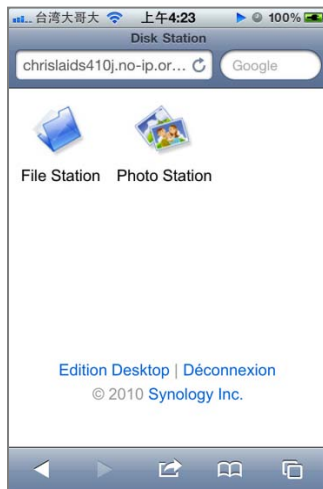 台湾大哥大 上午4:23 100%
Disk Station
chrislaids410j.no-ip.or... Google
File Station Photo Station
Edition Desktop | Déconnexion
© 2010 Synology Inc.